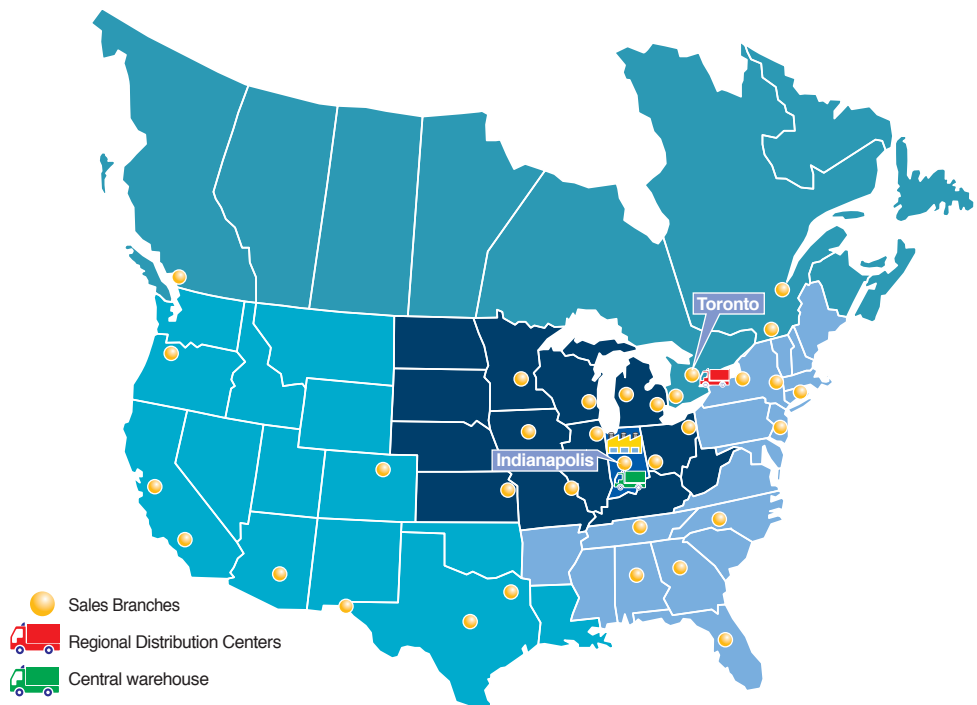 Toronto
Indianapolis
Sales Branches
Regional Distribution Centers
Central warehouse